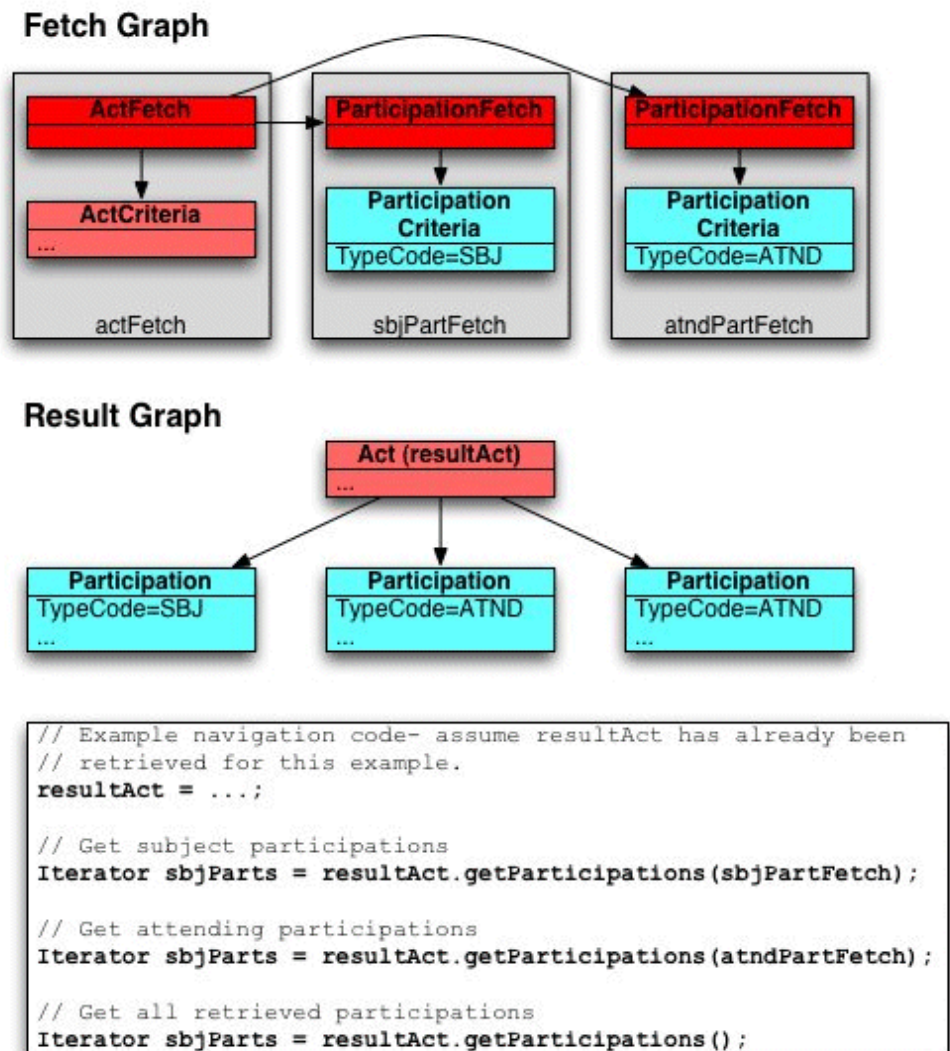 Fetch Graph
ActFetch
ParticipationFetch
ParticipationFetch
ActCriteria
...
Participation
Criteria
TypeCode=SBJ
Participation
Criteria
TypeCode=ATND
actFetch
sbjPartFetch
atndPartFetch
Result Graph
Act (resultAct)
...
Participation
TypeCode=SBJ
...
Participation
TypeCode=ATND
...
Participation
TypeCode=ATND
...
// Example navigation code- assume resultAct has already been
// retrieved for this example.
resultAct = ...;
// Get subject participations
Iterator sbjParts = resultAct.getParticipations(sbjPartFetch);
// Get attending participations
Iterator sbjParts = resultAct.getParticipations(atndPartFetch);
// Get all retrieved participations
Iterator sbjParts = resultAct.getParticipations();